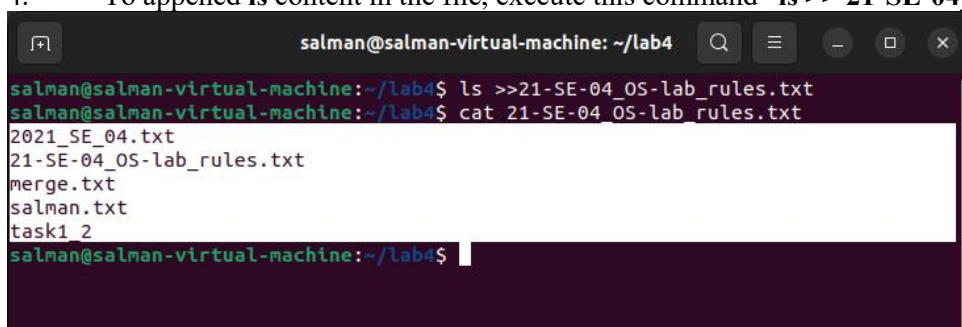 4. To appened ls content in the file, execute this command "ls >> 21-SE-04
salman@salman-virtual-machine: ~/lab4
salman@salman-virtual-machine:~/lab4$ ls >>21-SE-04_OS-lab_rules.txt
salman@salman-virtual-machine:~/lab4$ cat 21-SE-04_OS-lab_rules.txt
2021_SE_04.txt
21-SE-04_OS-lab_rules.txt
merge.txt
salman.txt
task1_2
salman@salman-virtual-machine:~/lab4$